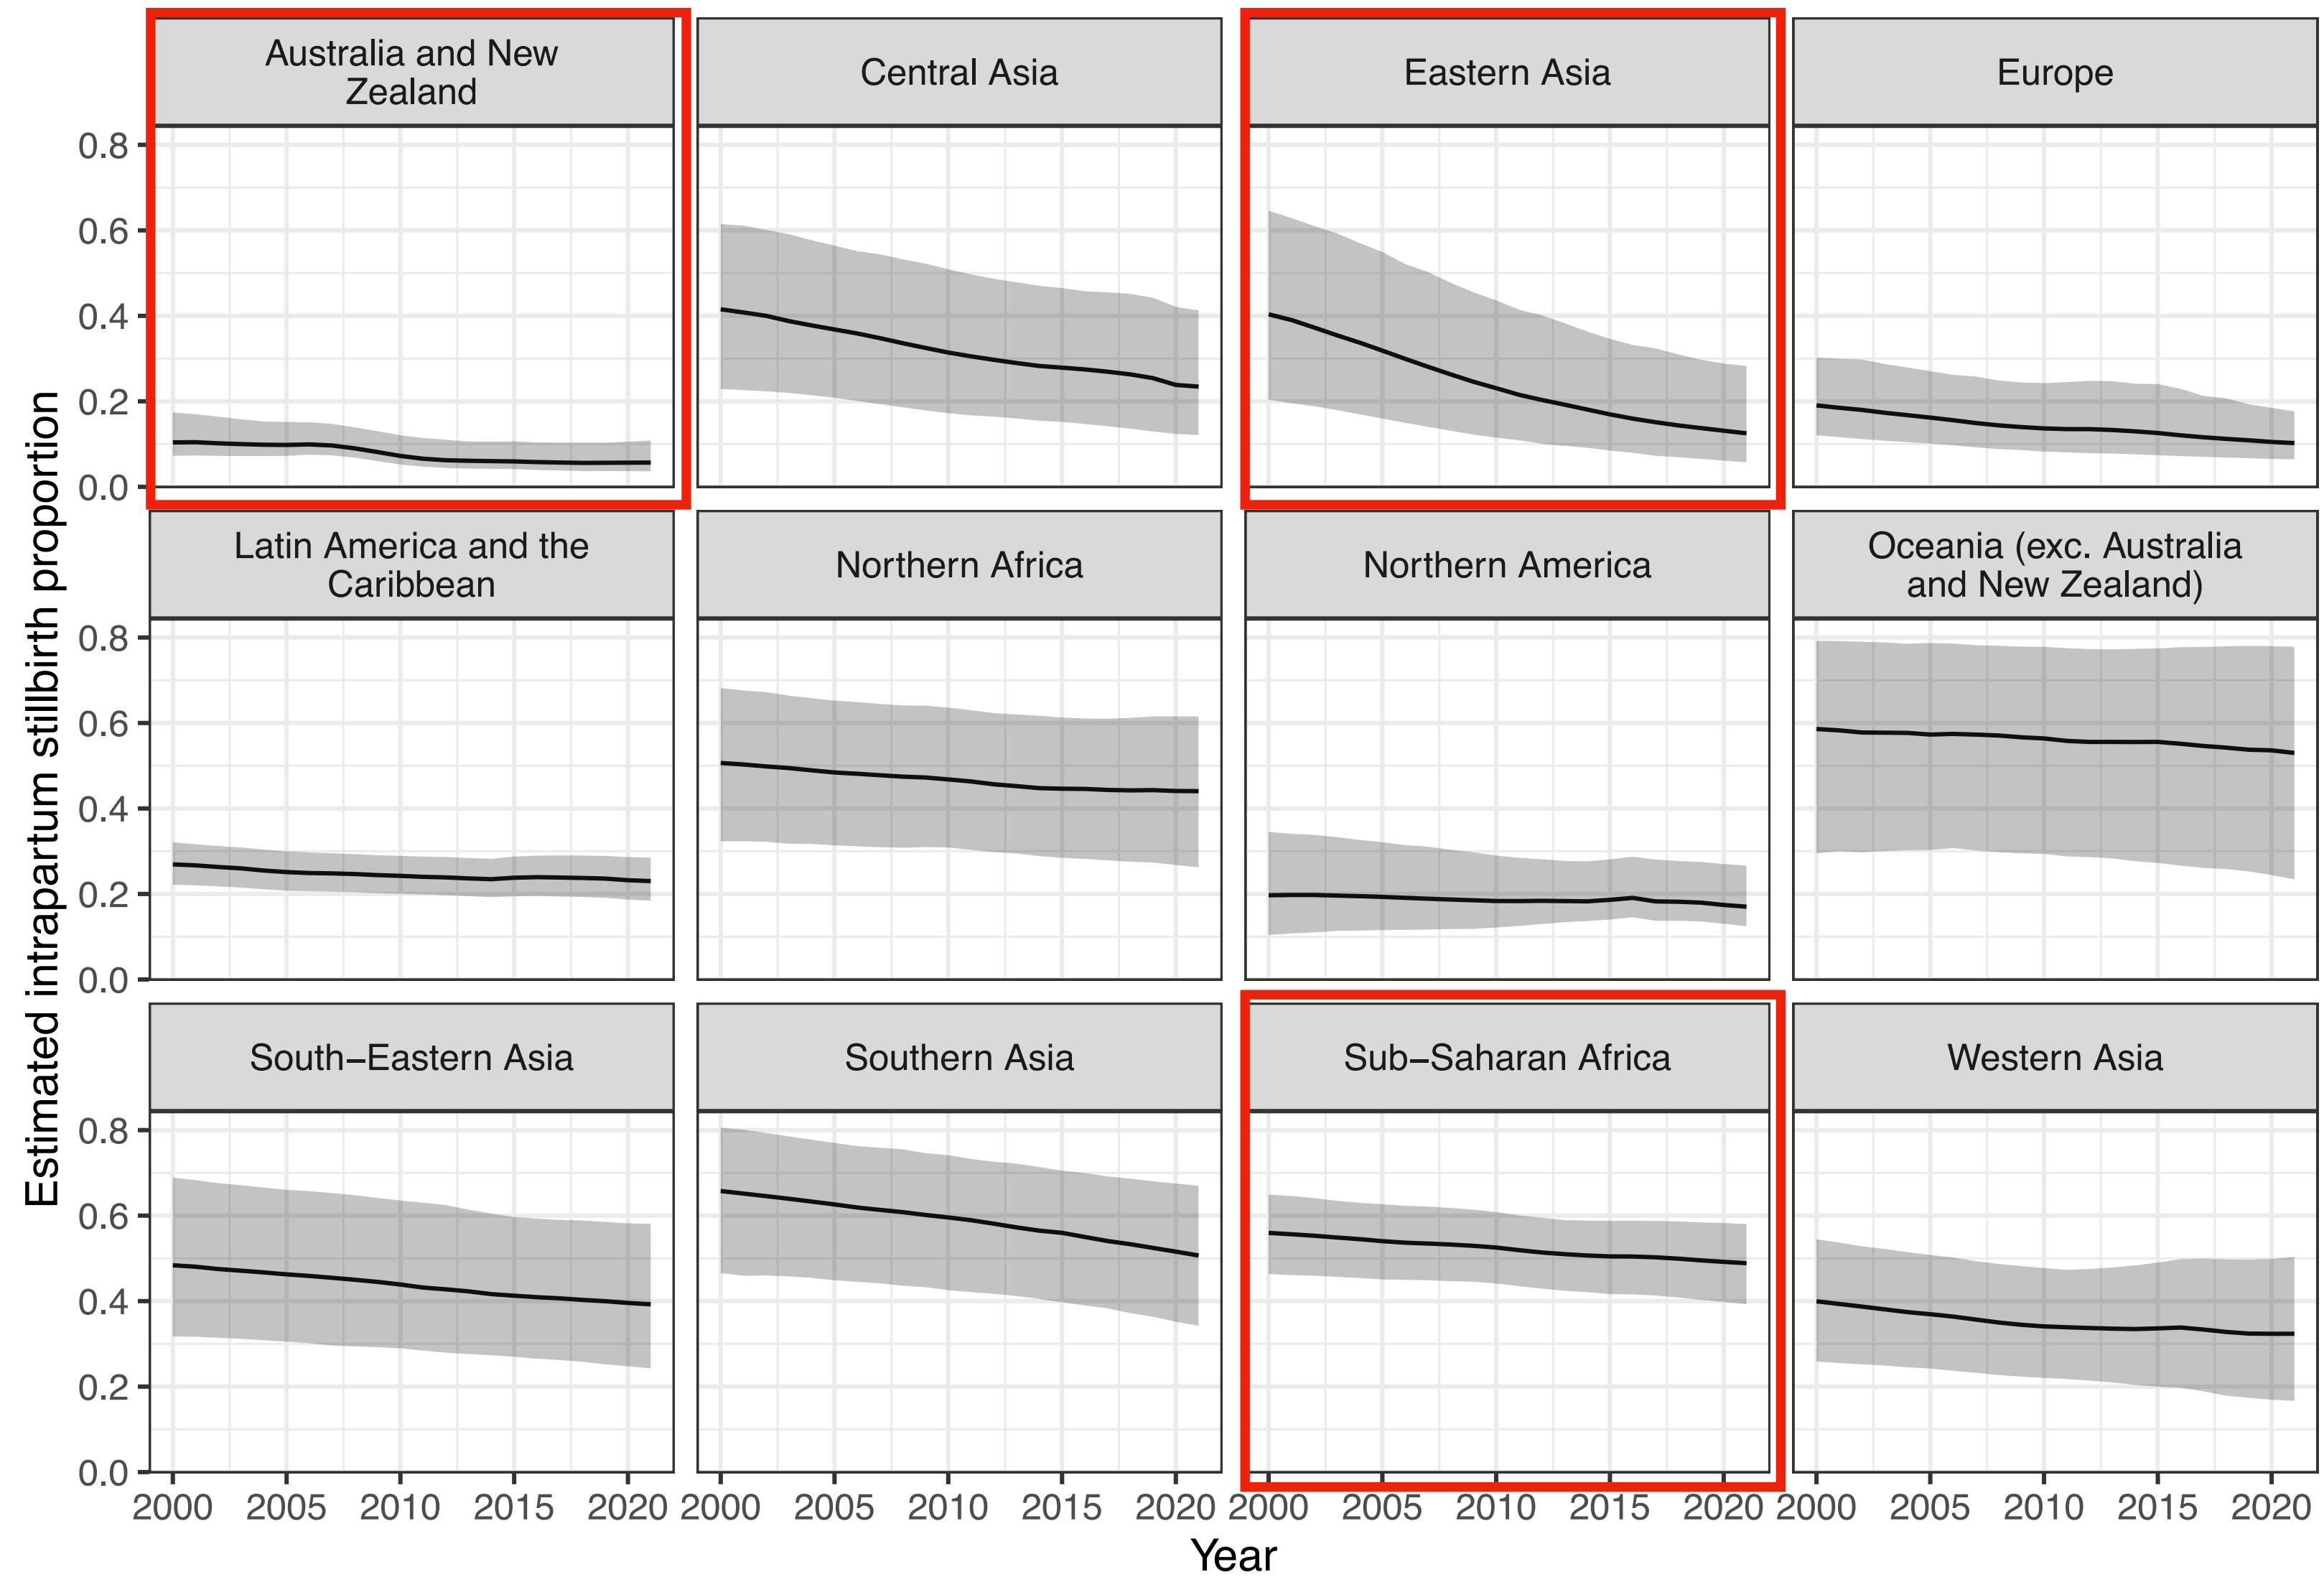 Australia and New
Zealand
Central Asia
Eastern Asia
Europe
0.8
0.6
0.4
0.2
0.0
Latin America and the
Caribbean
Northern Africa
Northern America
Oceania (exc. Australia
and New Zealand)
0.8
0.6
0.4
0.2
0.0
South−Eastern Asia
Southern Asia
Sub−Saharan Africa
Western Asia
0.8
0.6
0.4
0.2
0.0
2000 2005 2010 2015 2020
2000 2005 2010 2015 2020
2000 2005 2010 2015 2020
2000 2005 2010 2015 2020
Year
Estimated intrapartum stillbirth proportion